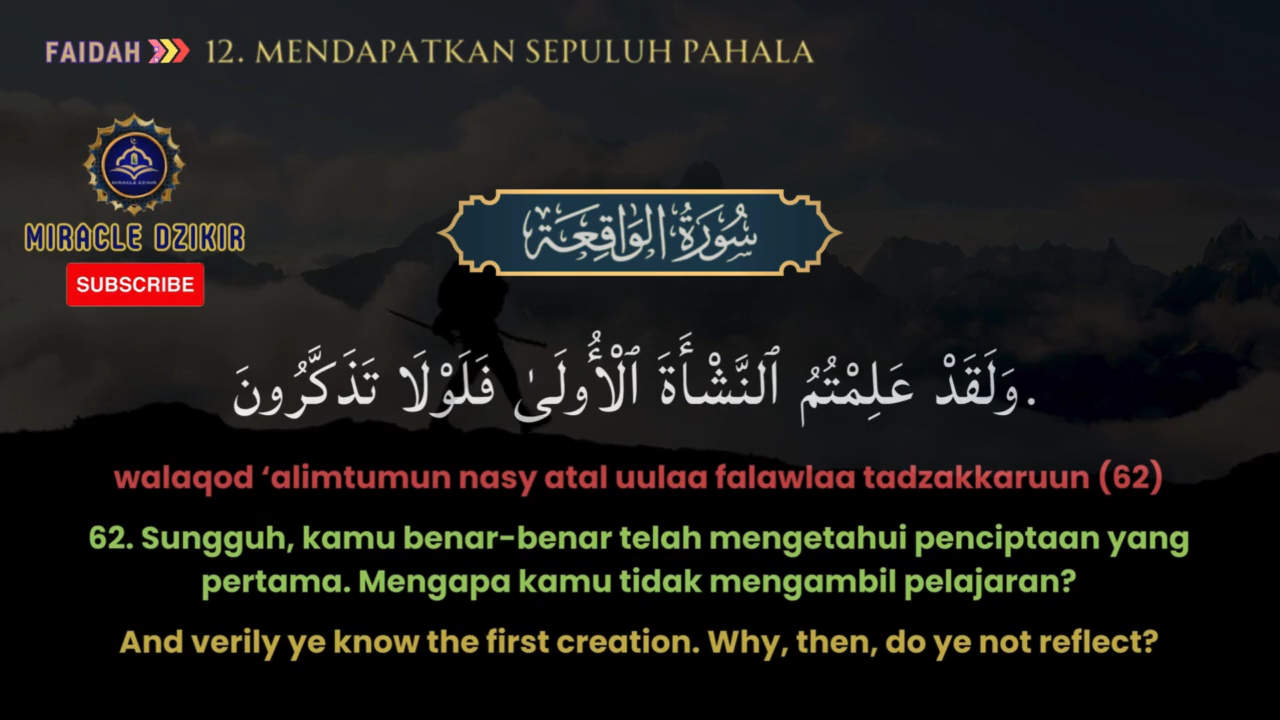 FAIDAH 12. MENDAPATKAN SEPULUH PAHALA
MIRACLE DZIKIR
MIRACLE DZIKIR
SUBSCRIBE
سُورَةُ الوَاقِعَة
وَلَقَدْ عَلِمْتُمُ ٱلنَّشْأَةَ ٱلْأُولَىٰ فَلَوْلَا تَذَكَّرُونَ.
walaqod ‘alimtumun nasy atal uulaa falawlaa tadzakkaruun (62)
62. Sungguh, kamu benar-benar telah mengetahui penciptaan yang
pertama. Mengapa kamu tidak mengambil pelajaran?
And verily ye know the first creation. Why, then, do ye not reflect?